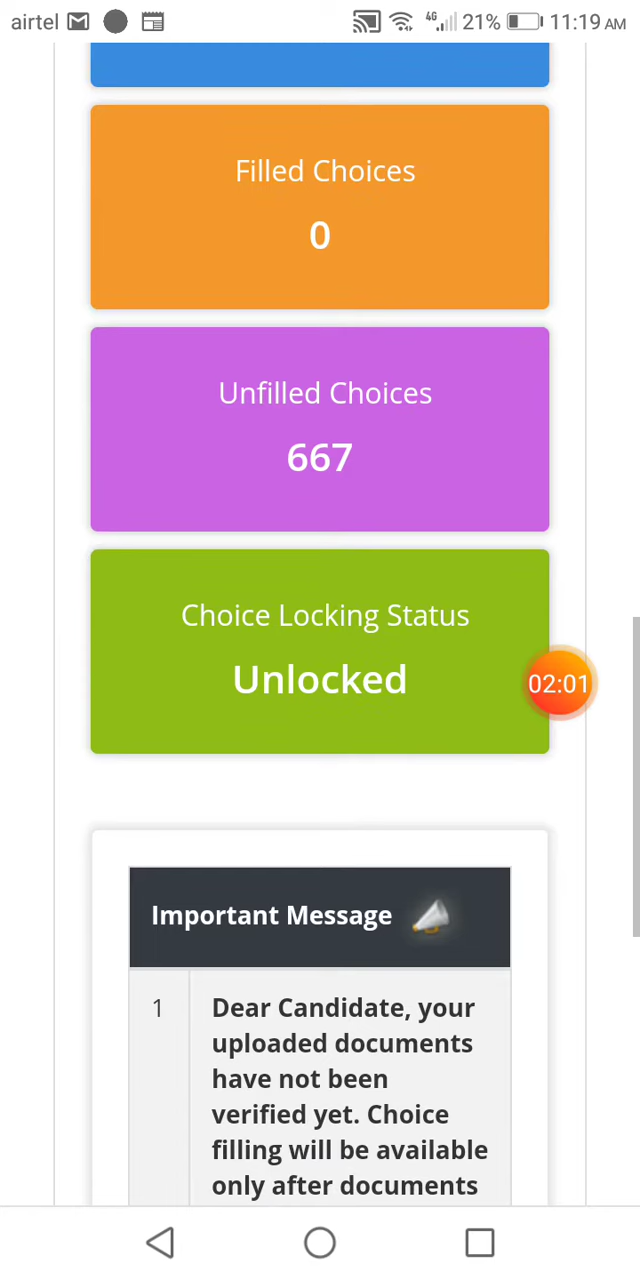 airtel 4G 21% 11:19 AM
Filled Choices
0
Unfilled Choices
667
Choice Locking Status
Unlocked
02:01
Important Message
1 Dear Candidate, your
uploaded documents
have not been
verified yet. Choice
filling will be available
only after documents